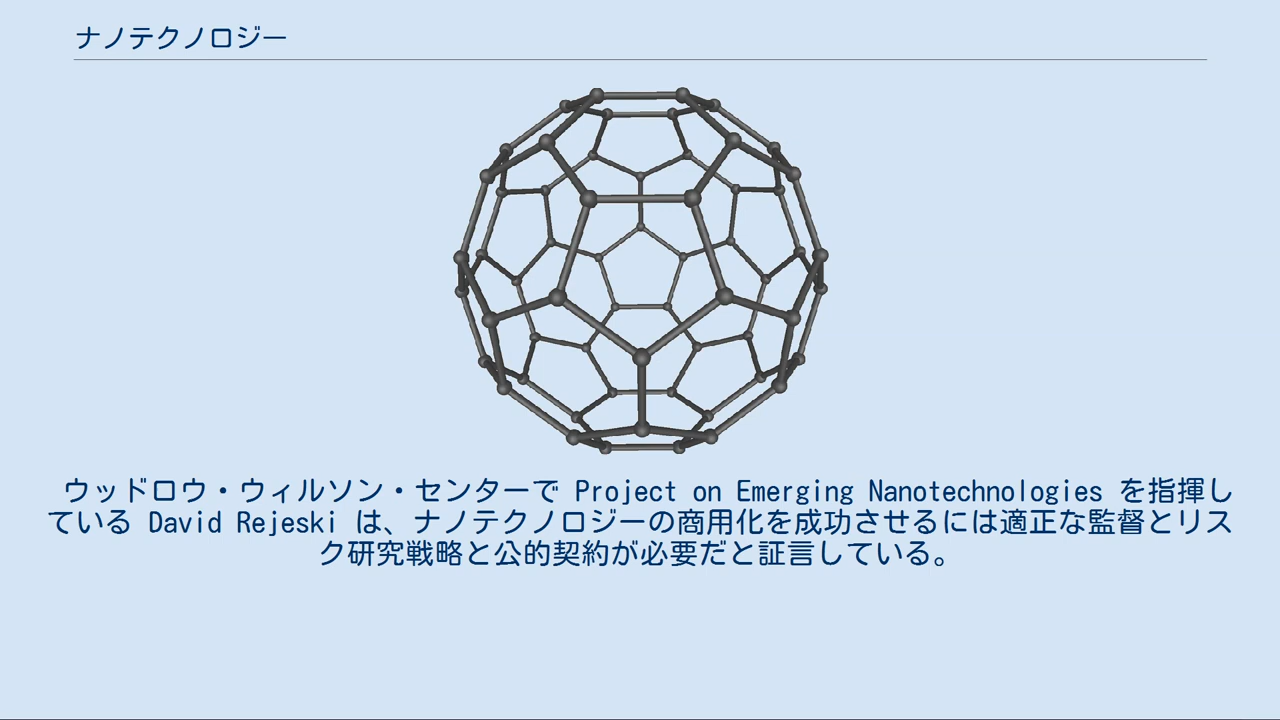 ナノテクノロジー
ウッドロウ・ウィルソン・センターで Project on Emerging Nanotechnologies を指揮し
ている David Rejeski は、ナノテクノロジーの商用化を成功させるには適正な監督とリス
ク研究戦略と公的契約が必要だと証言している。